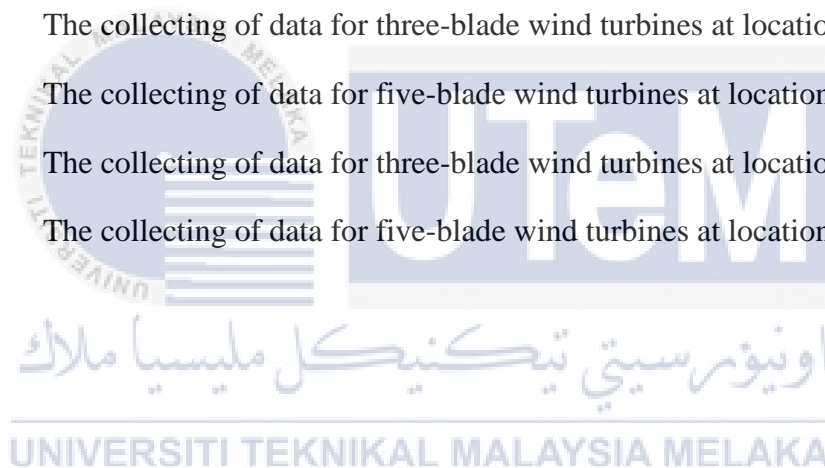 The collecting of data for three-blade wind turbines at locatio
The collecting of data for five-blade wind turbines at location
The collecting of data for three-blade wind turbines at locatio
The collecting of data for five-blade wind turbines at location
UTeM
اونيۏرسيتي تيكنيكل مليسيا ملاك
UNIVERSITI TEKNIKAL MALAYSIA MELAKA